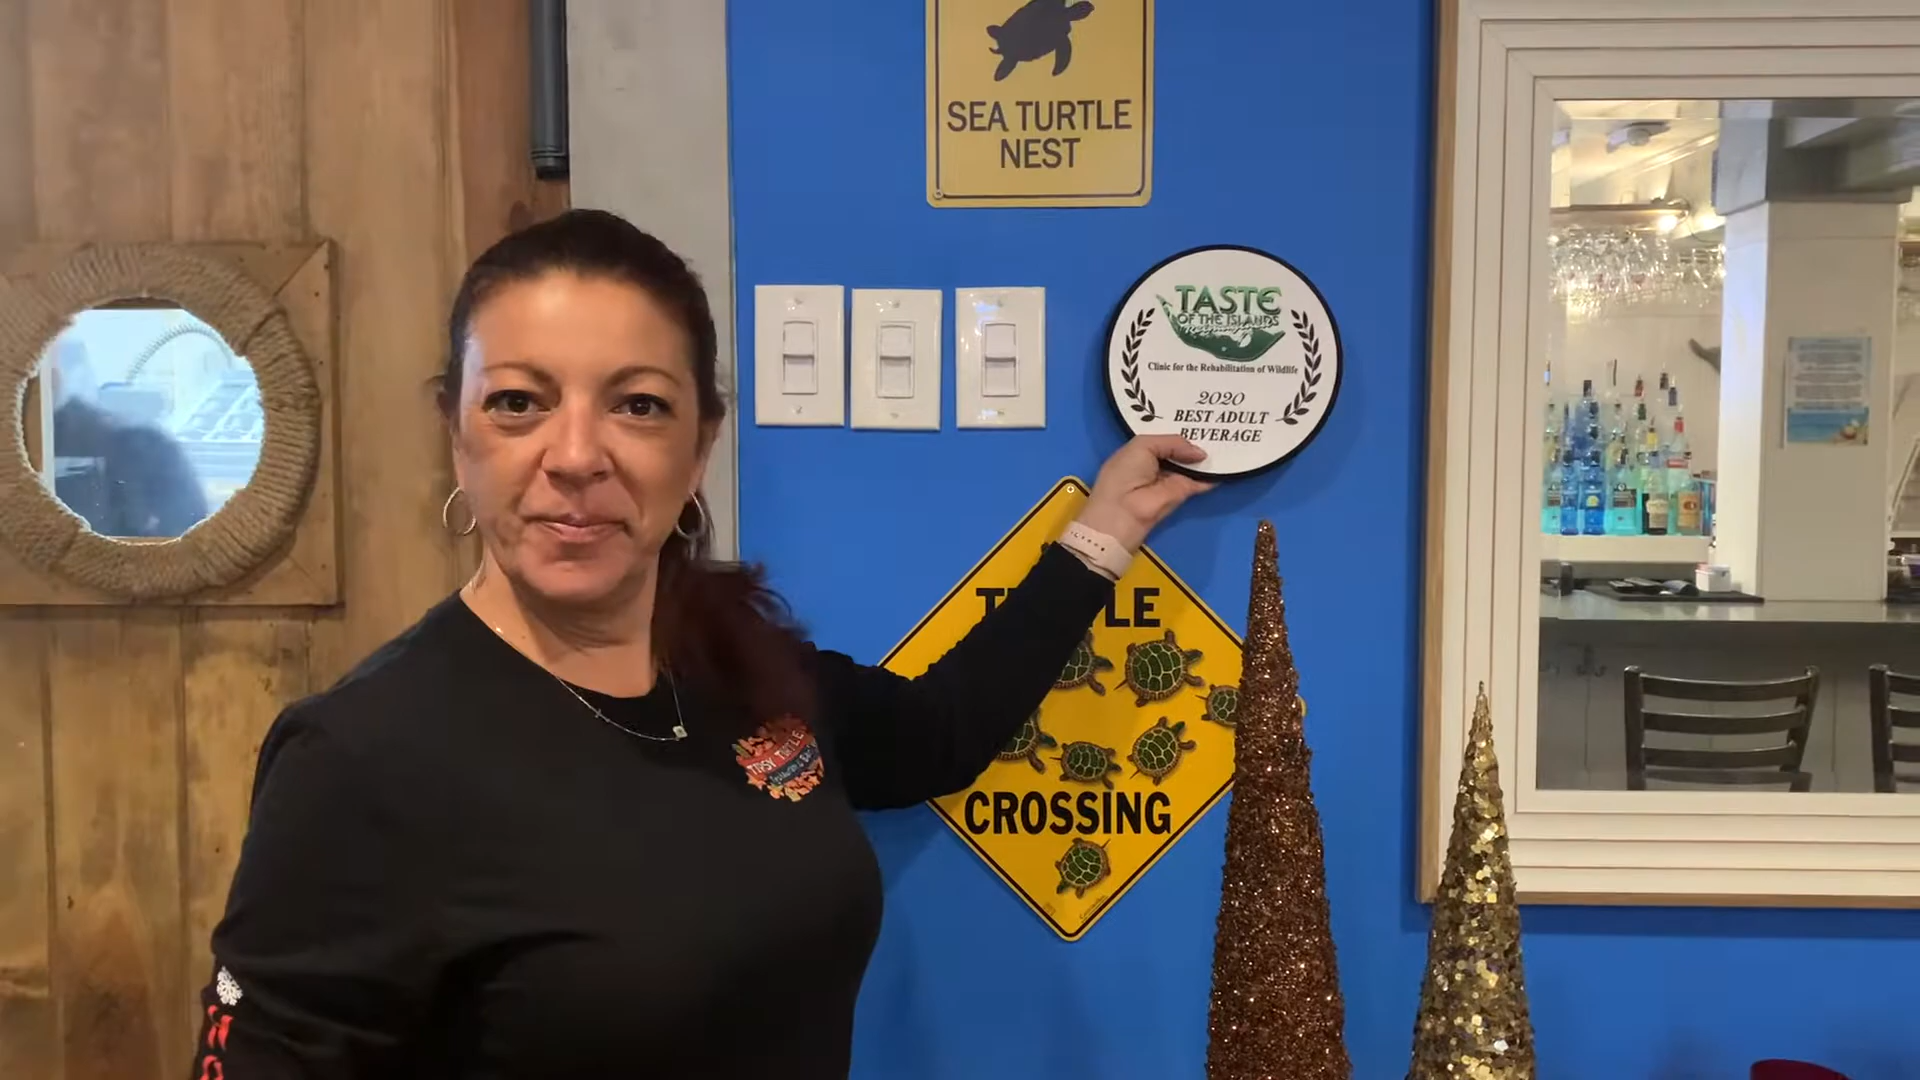 SEA TURTLE
NEST
TASTE
OF THE ISLANDS
Clinic for the Rehabilitation of Wildlife
2020
BEST ADULT
BEVERAGE
CROSSING